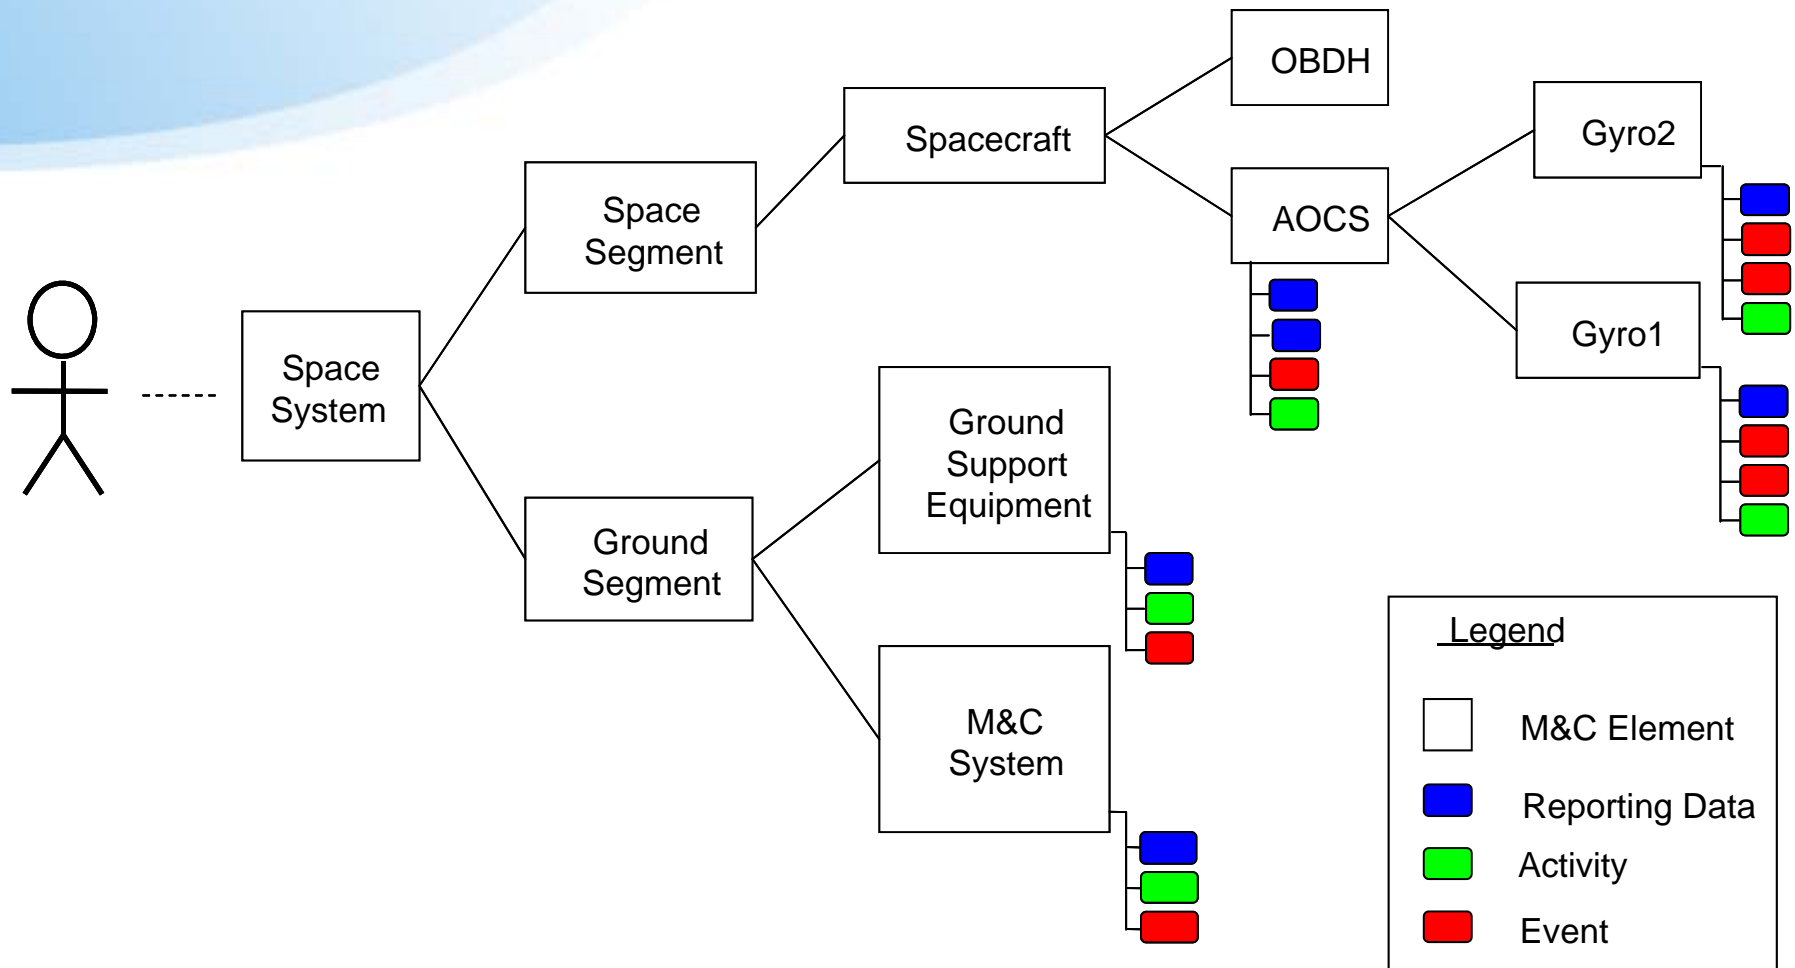 OBDH
Spacecraft
Gyro2
Space
Segment
AOCS
Gyro1
Space
System
Ground
Support
Equipment
Ground
Segment
M&C
System
Legend
M&C Element
Reporting Data
Activity
Event